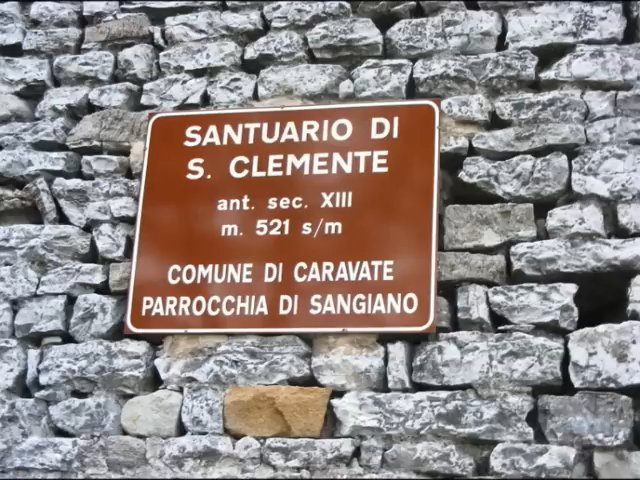 SANTUARIO DI
S. CLEMENTE
ant. sec. XIII
m. 521 s/m
COMUNE DI CARAVATE
PARROCCHIA DI SANGIANO